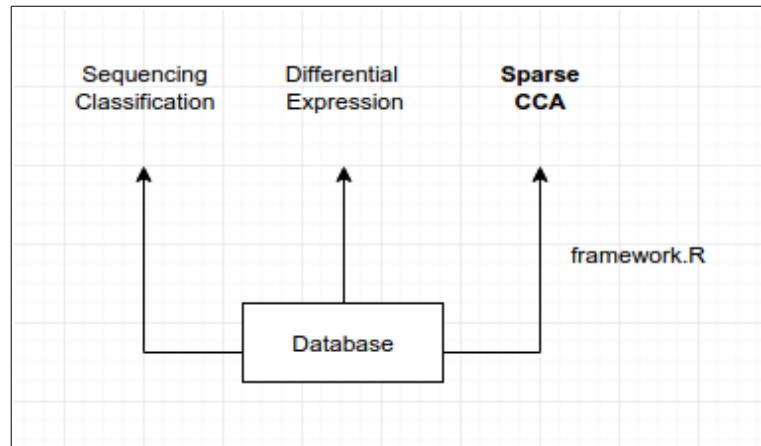 Sequencing
Classification
Differential
Expression
Sparse
CCA
framework.R
Database